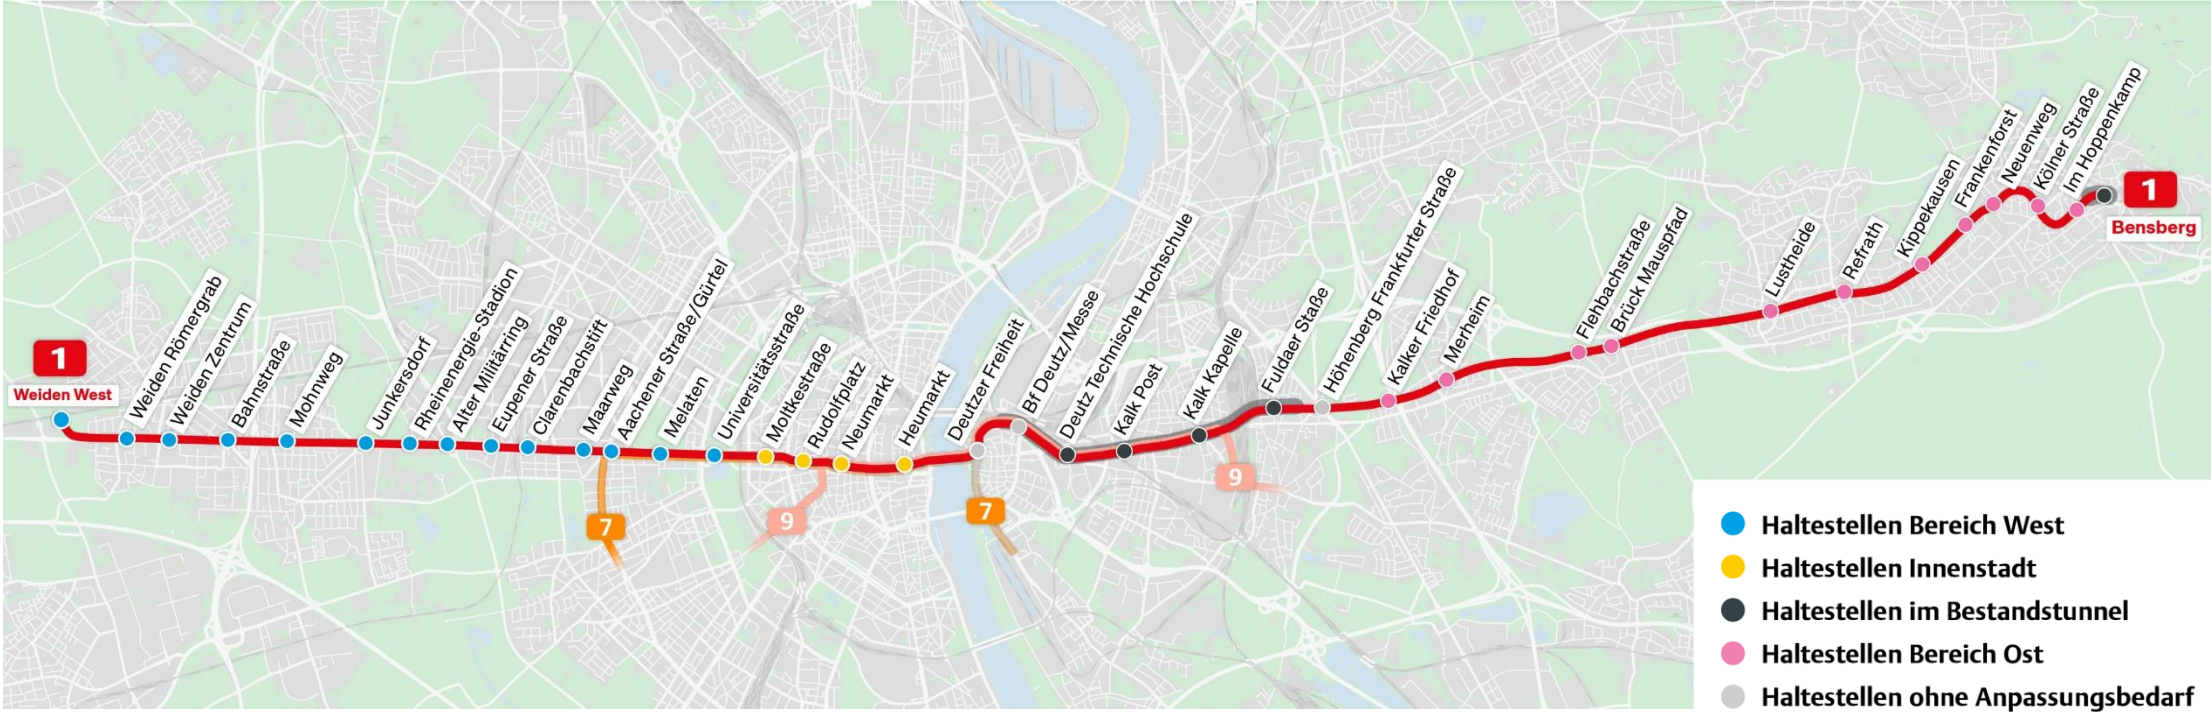 1
Weiden West
Weiden Römergrab
Weiden Zentrum
Bahnstraße
Mohnweg
Junkersdorf
Rheinenergie-Stadion
Alter Militärring
Eupener Straße
Clarenbachstift
Maarweg
Aachener Straße/Gürtel
Melaten
Universitätsstraße
Moltkestraße
Rudolfplatz
Neumarkt
Heumarkt
Deutzer Freiheit
Bf Deutz/Messe
Deutz Technische Hochschule
Kalk Post
Kalk Kapelle
Fuldaer Staße
Höhenberg Frankfurter Straße
Kalker Friedhof
Merheim
Flehbachstraße
Brück Mauspfad
Lustheide
Refrath
Kippekausen
Frankenforst
Neuenweg
Kölner Straße
Im Hoppenkamp
1
Bensberg
7
9
7
9
Haltestellen Bereich West
Haltestellen Innenstadt
Haltestellen im Bestandstunnel
Haltestellen Bereich Ost
Haltestellen ohne Anpassungsbedarf